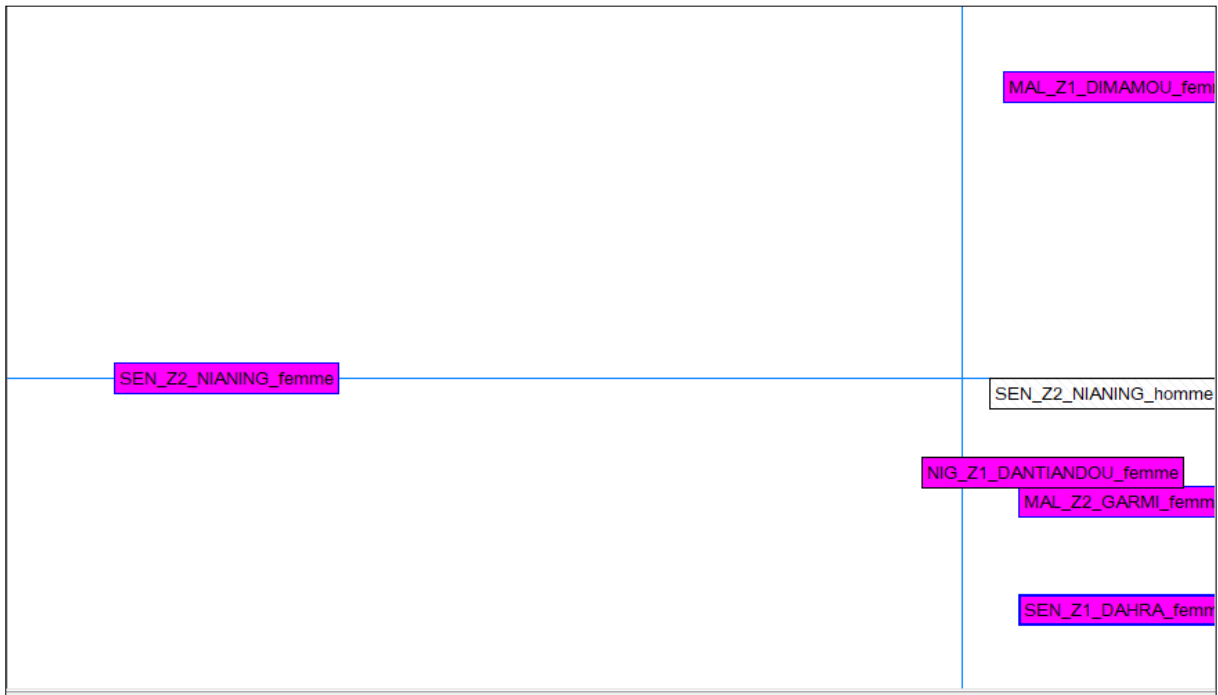 MAL_Z1_DIMAMOU_fem
SEN_Z2_NIANING_femme
SEN_Z2_NIANING_homme
NIG_Z1_DANTIANDOU_femme
MAL_Z2_GARMI_femm
SEN_Z1_DAHRA_femm